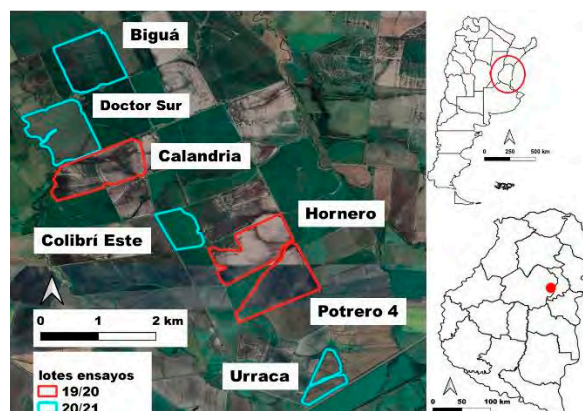 Biguá
Doctor Sur
Calandria
Hornero
Colibrí Este
Potrero 4
Urraca
0 1 2 km
lotes ensayos
19/20
20/21
0 250 500 km
0 50 100 km